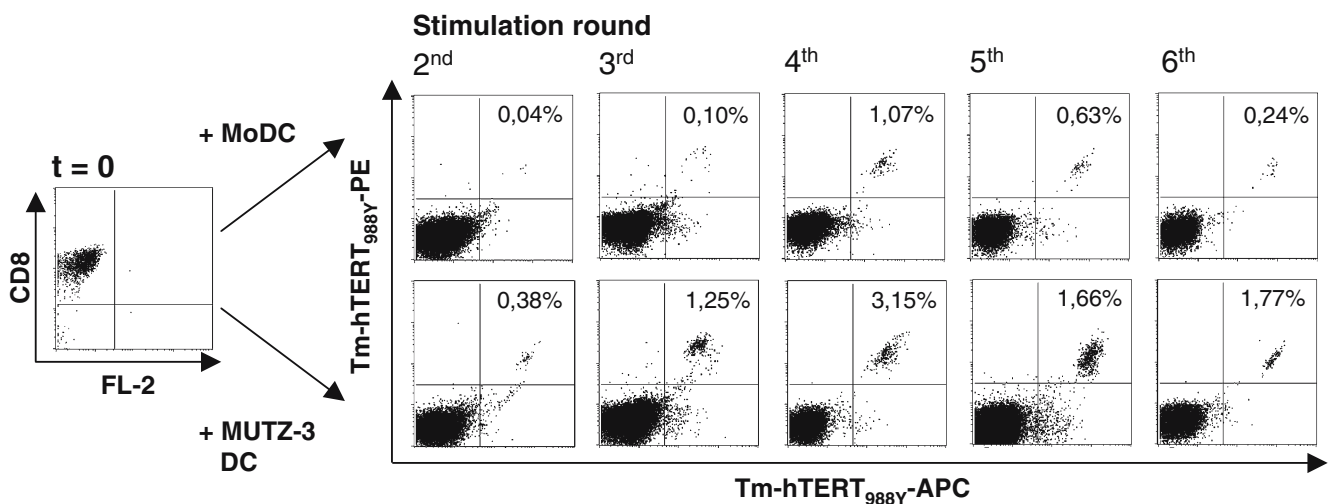 Stimulation round
2nd 3rd 4th 5th 6th
+ MoDC
t = 0
CD8
FL-2
+ MUTZ-3
DC
Tm-hTERT988Y-PE
0,04% 0,10% 1,07% 0,63% 0,24%
0,38% 1,25% 3,15% 1,66% 1,77%
Tm-hTERT988Y-APC